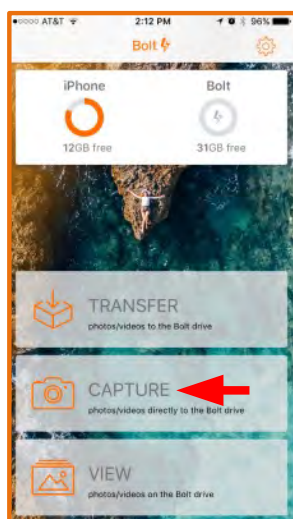 AT&T 2:12 PM 96%
Bolt
iPhone Bolt
12GB free 31GB free
TRANSFER
photos/videos to the Bolt drive
CAPTURE
photos/videos directly to the Bolt drive
VIEW
photos/videos on the Bolt drive